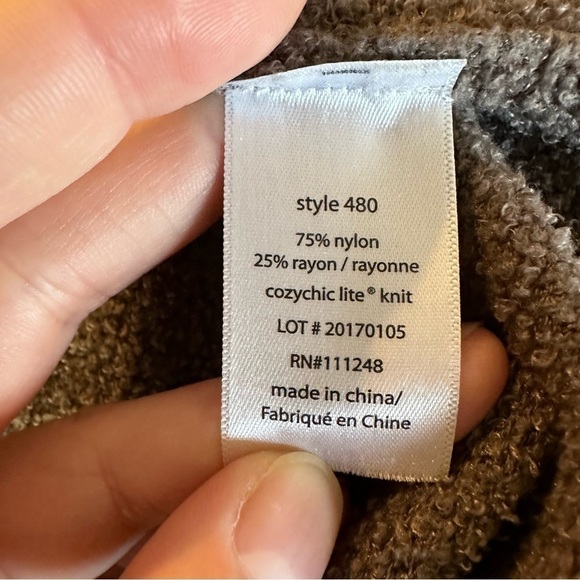 style 480
75% nylon
25% rayon / rayonne
cozychic lite® knit
LOT # 20170105
RN#111248
made in china/
Fabriqué en Chine